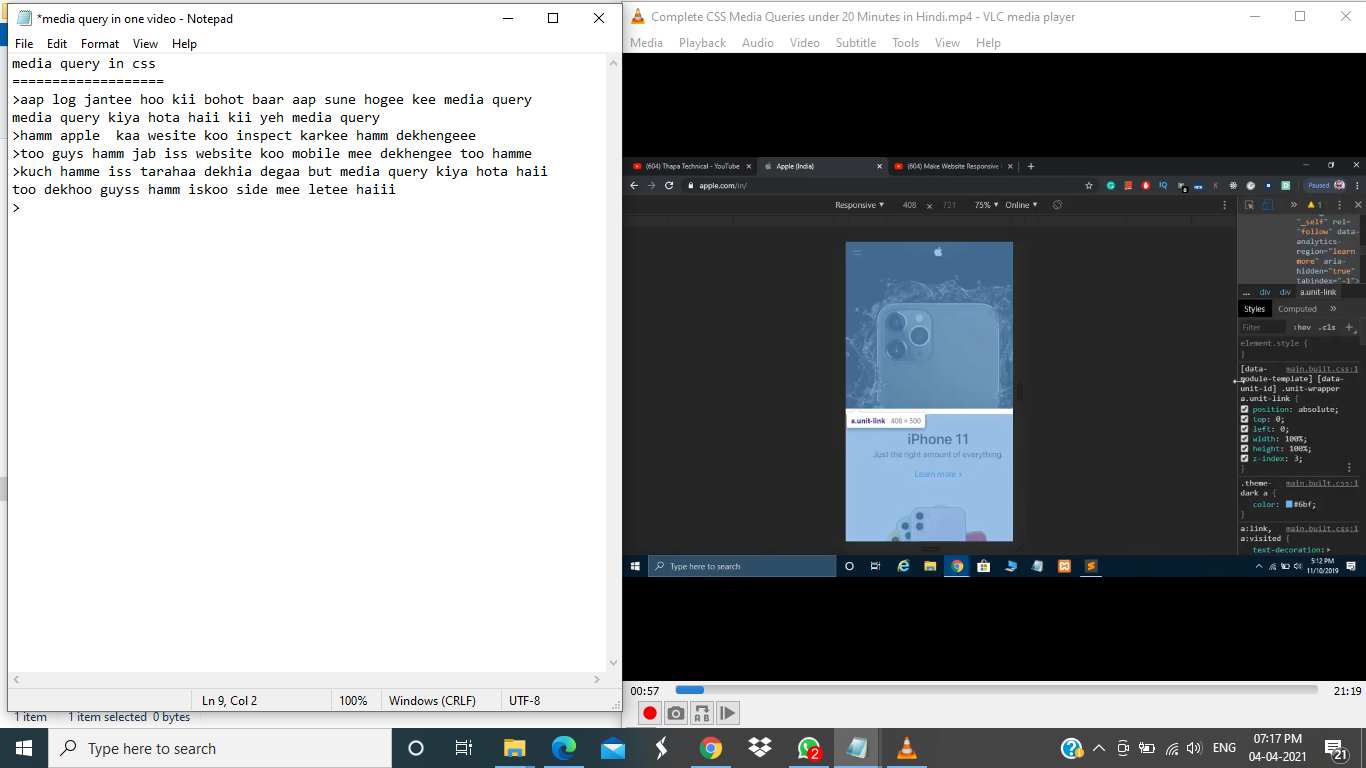 *media query in one video - Notepad
File Edit Format View Help
media query in css
===================
>aap log jantee hoo kii bohot baar aap sune hogee kee media query
media query kiya hota haii kii yeh media query
>hamm apple  kaa wesite koo inspect karkee hamm dekhengeee
>too guys hamm jab iss website koo mobile mee dekhengee too hamme
>kuch hamme iss tarahaa dekhia degaa but media query kiya hota haii
too dekhoo guyss hamm iskoo side mee letee haiii
>
Ln 9, Col 2 100% Windows (CRLF) UTF-8
1 item 1 item selected 0 bytes
Complete CSS Media Queries under 20 Minutes in Hindi.mp4 - VLC media player
Media Playback Audio Video Subtitle Tools View Help
(604) Thapa Technical - YouTube Apple (India) (604) Make Website Responsive
apple.com/in/
Paused
Responsive 408 x 731 75% Online
1
"_self" rel=
"follow" data-
analytics-
region="learn
more" aria-
hidden="true"
tabindex="-1">
... div div a.unit-link
Styles Computed
Filter :hov .cls
element.style {
}
[data- main.built.css:1
module-template] [data-
unit-id] .unit-wrapper
a.unit-link {
position: absolute;
top: 0;
left: 0;
width: 100%;
height: 100%;
z-index: 3;
}
.theme- main.built.css:1
dark a {
color: #6bf;
}
a:link, main.built.css:1
a:visited {
text-decoration:
a.unit-link 408 × 500
iPhone 11
Just the right amount of everything.
Learn more >
Type here to search
5:12 PM
11/10/2019
00:57 21:19
Type here to search
2
ENG
07:17 PM
04-04-2021
21